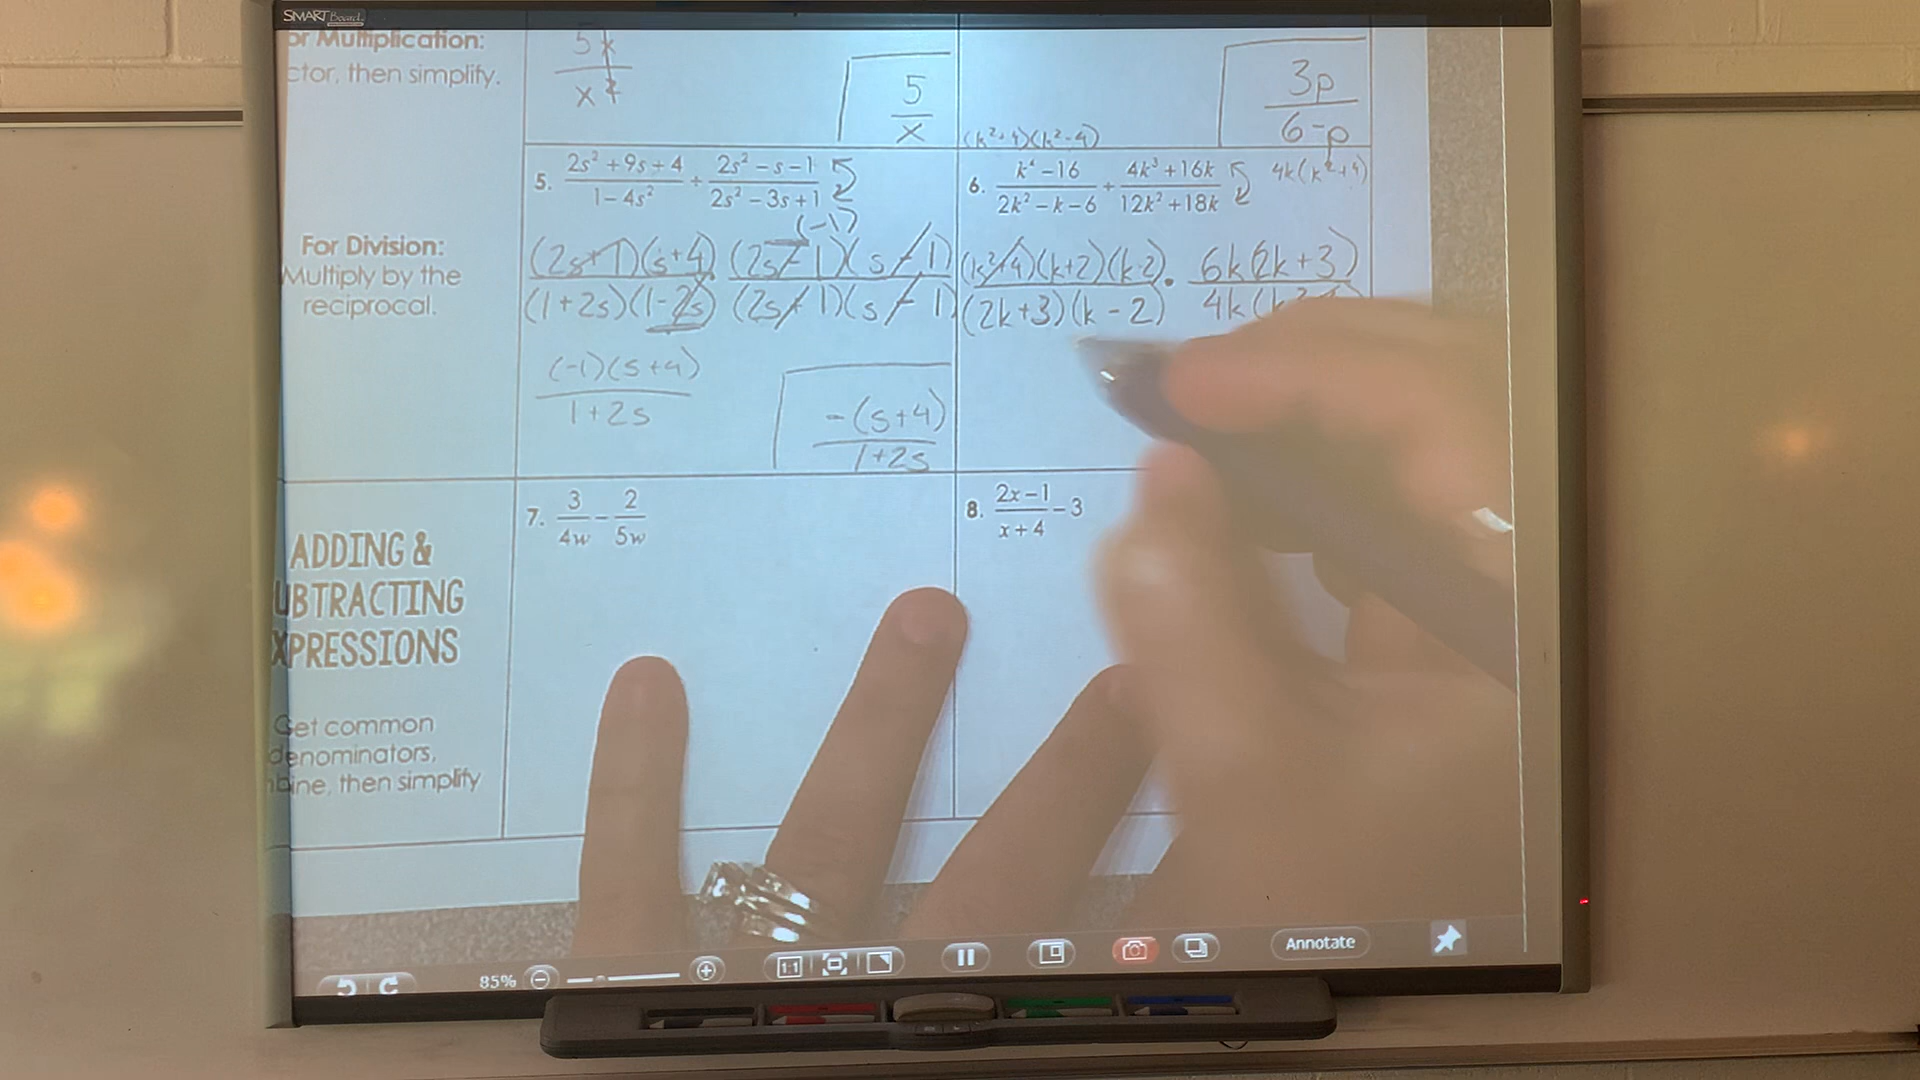 SMART Board
or Multiplication:
ctor, then simplify.
5x
x²
5
x
3p
6-p
(k²+4)(k²-4)
5. 2s² + 9s + 4 ÷ 2s² - s - 1
1 - 4s² 2s² - 3s + 1
6. k⁴ - 16 ÷ 4k³ + 16k 4k(k²+4)
2k² - k - 6 12k² + 18k
(-1)
For Division:
Multiply by the
reciprocal.
(2s+1)(s+4) · (2s-1)(s-1)
(1+2s)(1-2s) (2s+1)(s-1)
(k²+4)(k+2)(k-2) · 6k(2k+3)
(2k+3)(k-2) 4k(k²
(-1)(s+4)
1+2s
-(s+4)
1+2s
ADDING &
UBTRACTING
XPRESSIONS
Get common
denominators,
bine, then simplify
7. 3 - 2
4w 5w
8. 2x - 1 - 3
x + 4
85%
1:1
Annotate